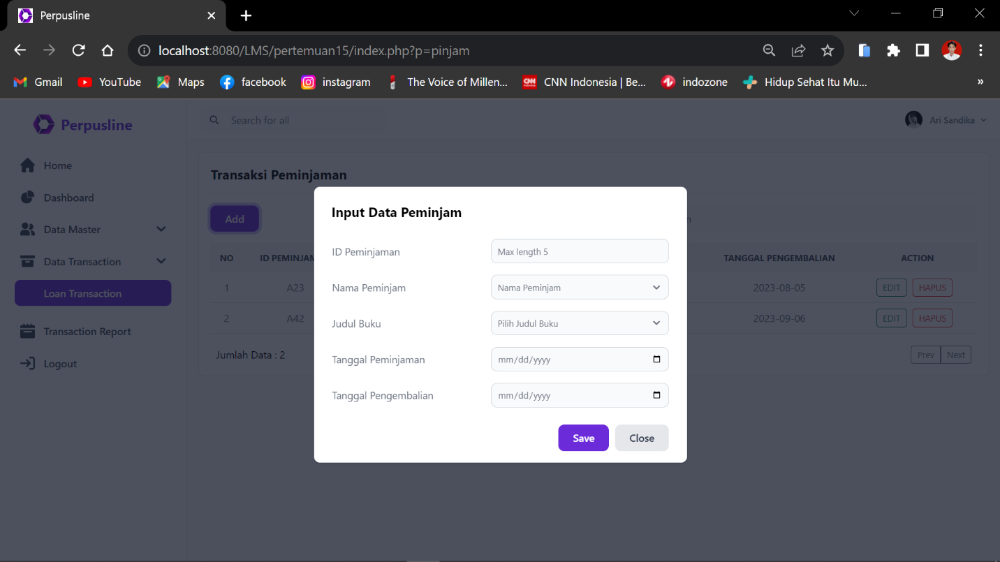 Perpusline
localhost:8080/LMS/pertemuan15/index.php?p=pinjam
Gmail YouTube Maps facebook instagram The Voice of Millen... CNN Indonesia | Be... indozone Hidup Sehat Itu Mu... »
Perpusline
Search for all
Ari Sandika
Home
Dashboard
Data Master
Data Transaction
Loan Transaction
Transaction Report
Logout
Transaksi Peminjaman
Add
NO ID PEMINJAM TANGGAL PENGEMBALIAN ACTION
1 A23 2023-08-05 EDIT HAPUS
2 A42 2023-09-06 EDIT HAPUS
Jumlah Data : 2 Prev Next
Input Data Peminjam
ID Peminjaman Max length 5
Nama Peminjam Nama Peminjam
Judul Buku Pilih Judul Buku
Tanggal Peminjaman mm/dd/yyyy
Tanggal Pengembalian mm/dd/yyyy
Save Close